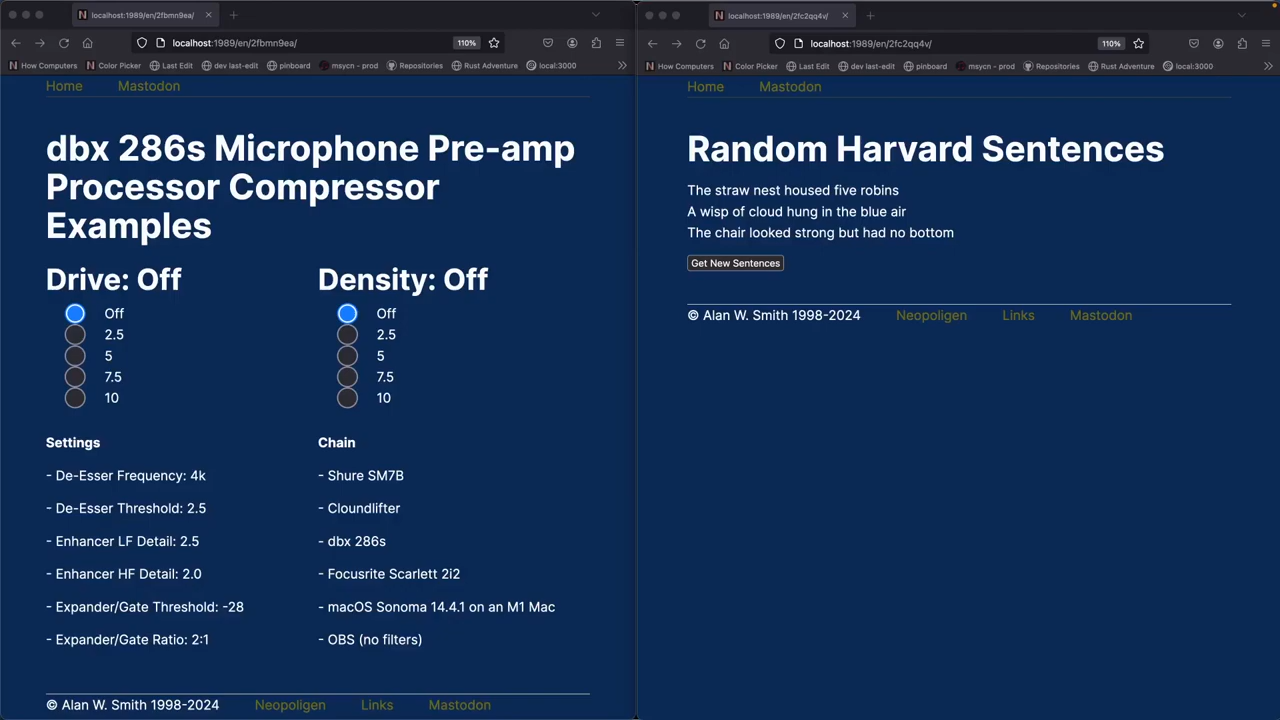 localhost:1989/en/2fbmn9ea/
localhost:1989/en/2fbmn9ea/
110%
How Computers
Color Picker
Last Edit
dev last-edit
pinboard
msycn - prod
Repositories
Rust Adventure
local:3000
Home
Mastodon
dbx 286s Microphone Pre-amp
Processor Compressor
Examples
Drive: Off
Off
2.5
5
7.5
10
Density: Off
Off
2.5
5
7.5
10
Settings
- De-Esser Frequency: 4k
- De-Esser Threshold: 2.5
- Enhancer LF Detail: 2.5
- Enhancer HF Detail: 2.0
- Expander/Gate Threshold: -28
- Expander/Gate Ratio: 2:1
Chain
- Shure SM7B
- Cloundlifter
- dbx 286s
- Focusrite Scarlett 2i2
- macOS Sonoma 14.4.1 on an M1 Mac
- OBS (no filters)
© Alan W. Smith 1998-2024
Neopoligen
Links
Mastodon
localhost:1989/en/2fc2qq4v/
localhost:1989/en/2fc2qq4v/
110%
How Computers
Color Picker
Last Edit
dev last-edit
pinboard
msycn - prod
Repositories
Rust Adventure
local:3000
Home
Mastodon
Random Harvard Sentences
The straw nest housed five robins
A wisp of cloud hung in the blue air
The chair looked strong but had no bottom
Get New Sentences
© Alan W. Smith 1998-2024
Neopoligen
Links
Mastodon